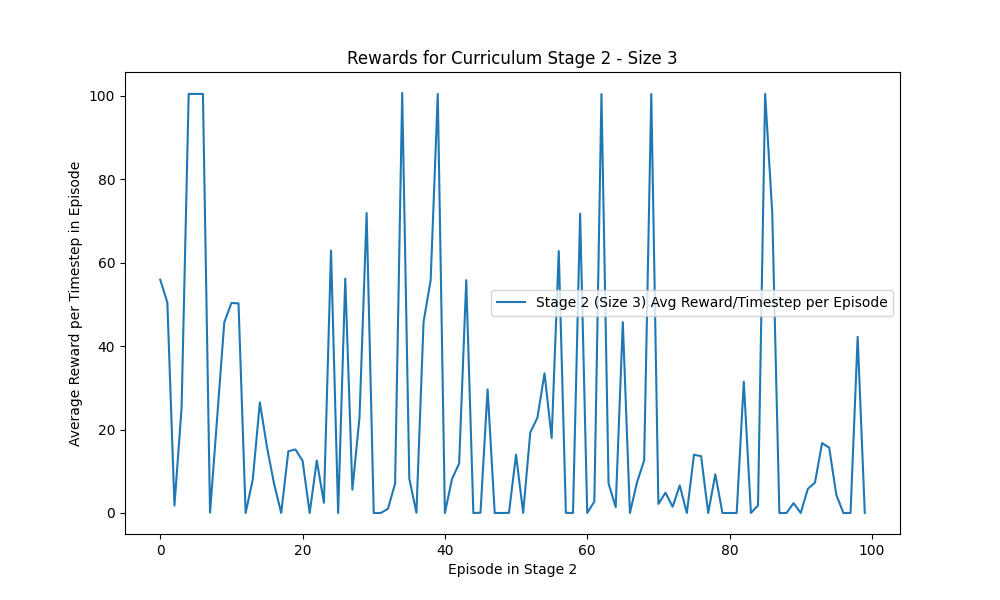 Rewards for Curriculum Stage 2 - Size 3
Average Reward per Timestep in Episode
100
80
60
40
20
0
Stage 2 (Size 3) Avg Reward/Timestep per Episode
0 20 40 60 80 100
Episode in Stage 2